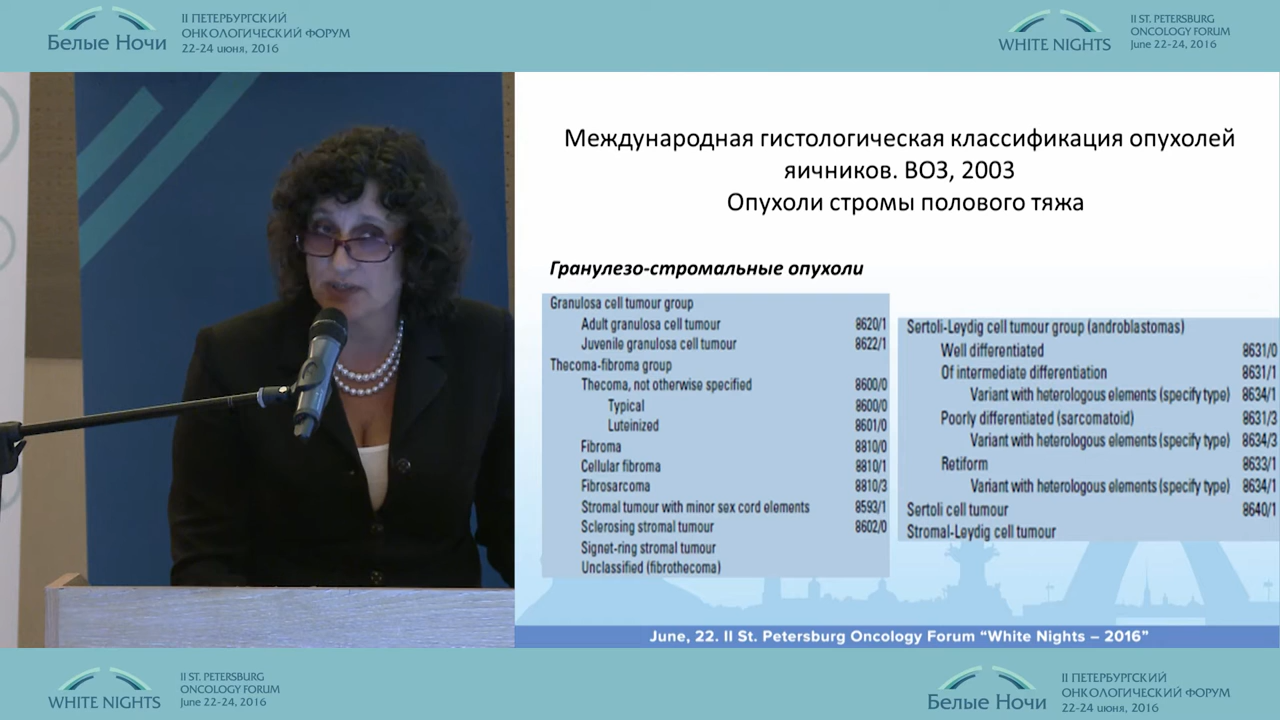 Белые Ночи
II ПЕТЕРБУРГСКИЙ
ОНКОЛОГИЧЕСКИЙ ФОРУМ
22-24 июня, 2016
WHITE NIGHTS
II ST. PETERSBURG
ONCOLOGY FORUM
June 22-24, 2016
Международная гистологическая классификация опухолей
яичников. ВОЗ, 2003
Опухоли стромы полового тяжа
Гранулезо-стромальные опухоли
Granulosa cell tumour group
Adult granulosa cell tumour 8620/1
Juvenile granulosa cell tumour 8622/1
Thecoma-fibroma group
Thecoma, not otherwise specified 8600/0
Typical 8600/0
Luteinized 8601/0
Fibroma 8810/0
Cellular fibroma 8810/1
Fibrosarcoma 8810/3
Stromal tumour with minor sex cord elements 8593/1
Sclerosing stromal tumour 8602/0
Signet-ring stromal tumour
Unclassified (fibrothecoma)
Sertoli-Leydig cell tumour group (androblastomas)
Well differentiated 8631/0
Of intermediate differentiation 8631/1
Variant with heterologous elements (specify type) 8634/1
Poorly differentiated (sarcomatoid) 8631/3
Variant with heterologous elements (specify type) 8634/3
Retiform 8633/1
Variant with heterologous elements (specify type) 8634/1
Sertoli cell tumour 8640/1
Stromal-Leydig cell tumour
June, 22. II St. Petersburg Oncology Forum “White Nights – 2016”
WHITE NIGHTS
II ST. PETERSBURG
ONCOLOGY FORUM
June 22-24, 2016
Белые Ночи
II ПЕТЕРБУРГСКИЙ
ОНКОЛОГИЧЕСКИЙ ФОРУМ
22-24 июня, 2016